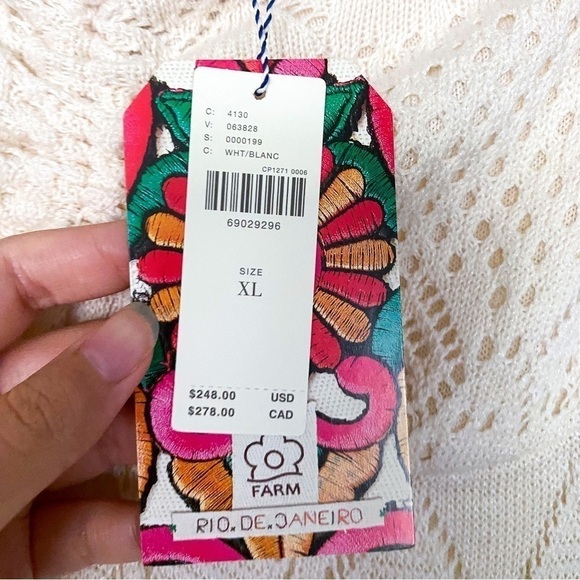 C: 4130
V: 063828
S: 0000199
C: WHT/BLANC
CP1271 0006
69029296
SIZE
XL
$248.00 USD
$278.00 CAD
FARM
RIO.DE.JANEIRO